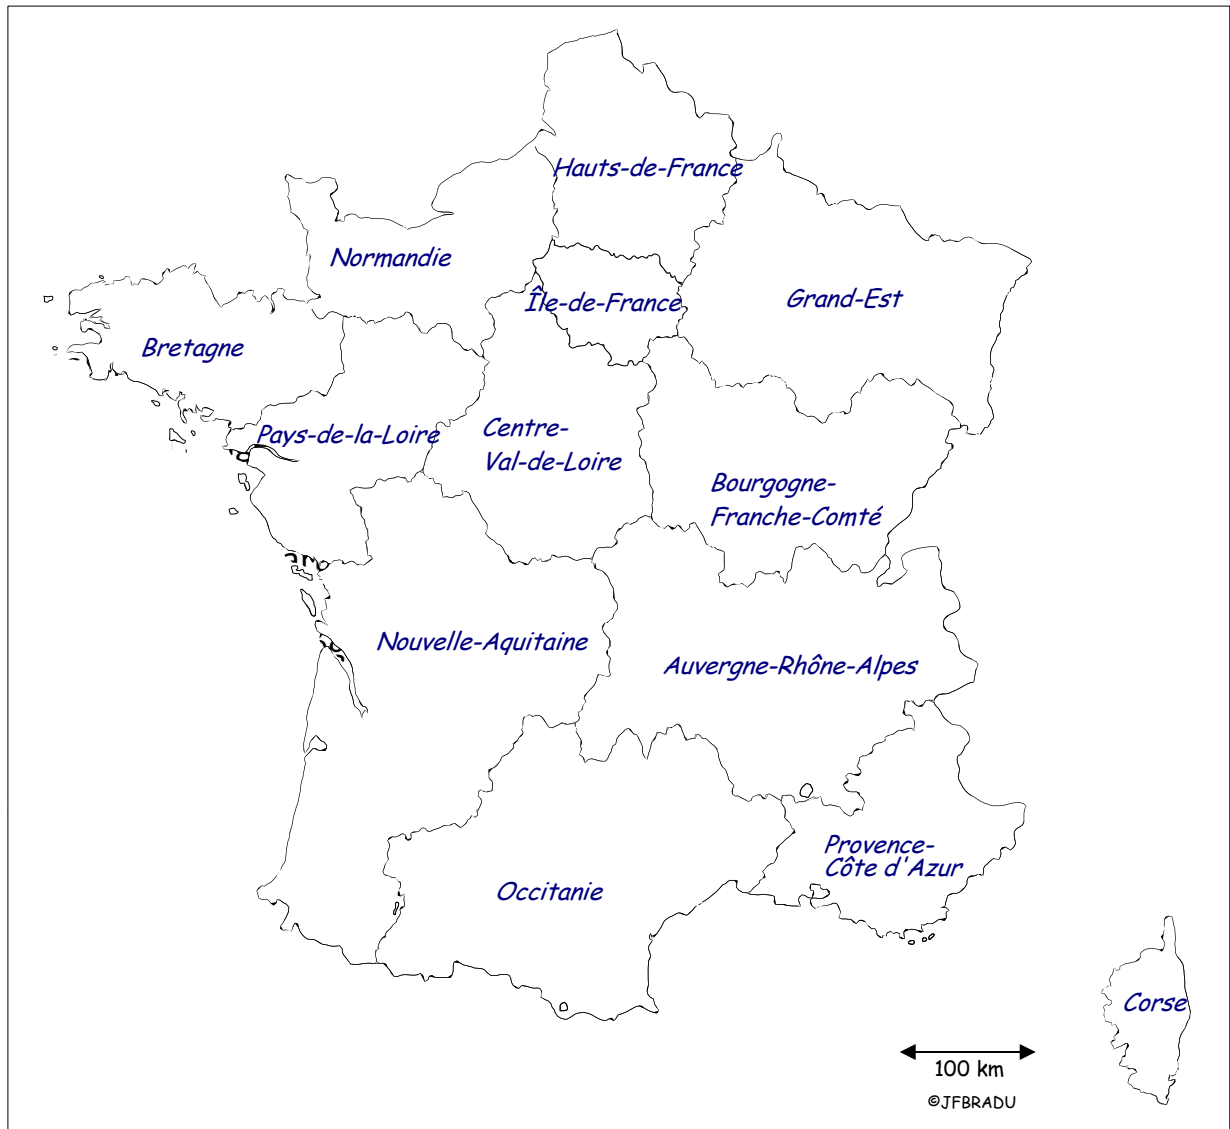 Hauts-de-France
Normandie
Île-de-France
Grand-Est
Bretagne
Pays-de-la-Loire
Centre-
Val-de-Loire
Bourgogne-
Franche-Comté
Nouvelle-Aquitaine
Auvergne-Rhône-Alpes
Provence-
Côte d'Azur
Occitanie
Corse
100 km
©JFBRADU